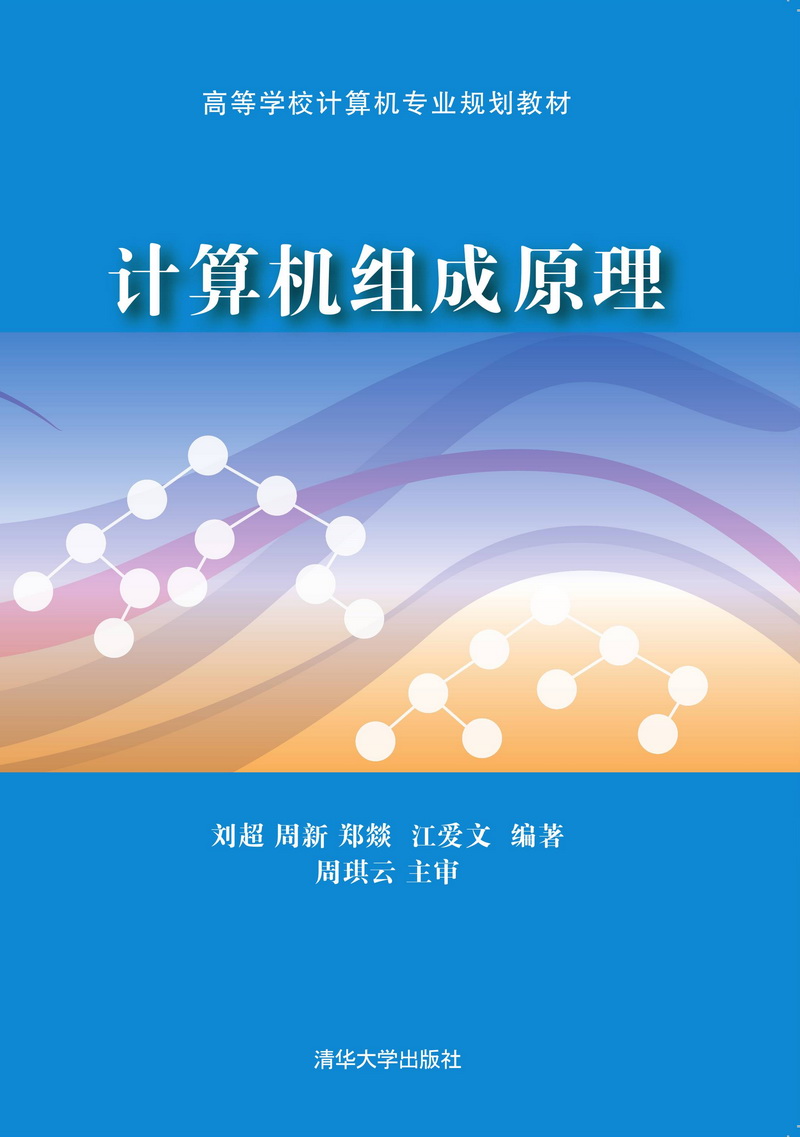 高等学校计算机专业规划教材
计算机组成原理
刘超 周新 郑燚 江爱文 编著
周琪云 主审
清华大学出版社